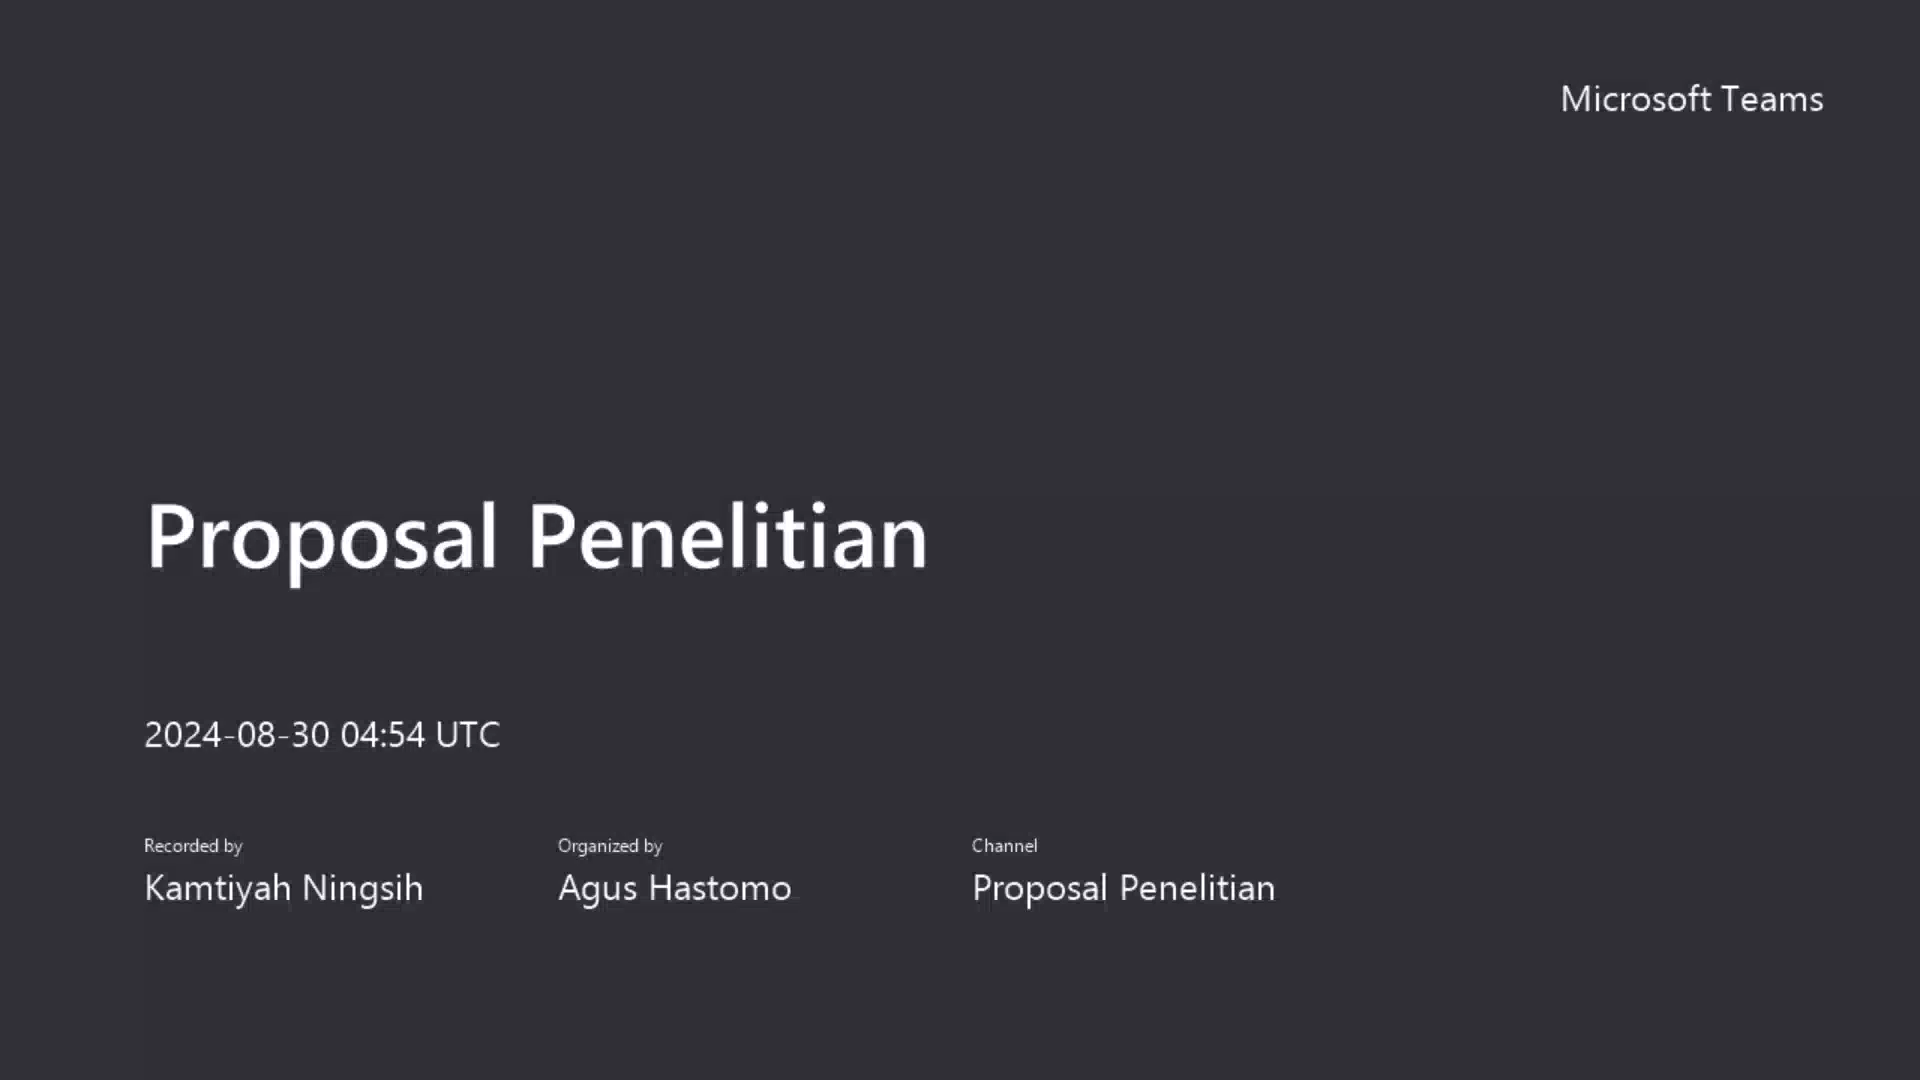 Microsoft Teams
Proposal Penelitian
2024-08-30 04:54 UTC
Recorded by
Kamtiyah Ningsih
Organized by
Agus Hastomo
Channel
Proposal Penelitian